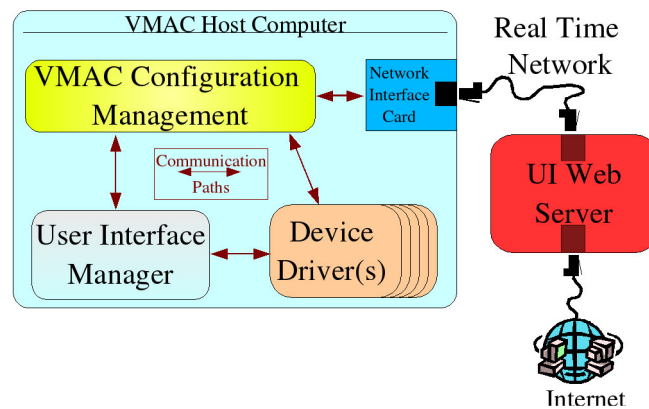 VMAC Host Computer
Real Time
Network
VMAC Configuration
Management
Network
Interface
Card
Communication
Paths
UI Web
Server
User Interface
Manager
Device
Driver(s)
Internet